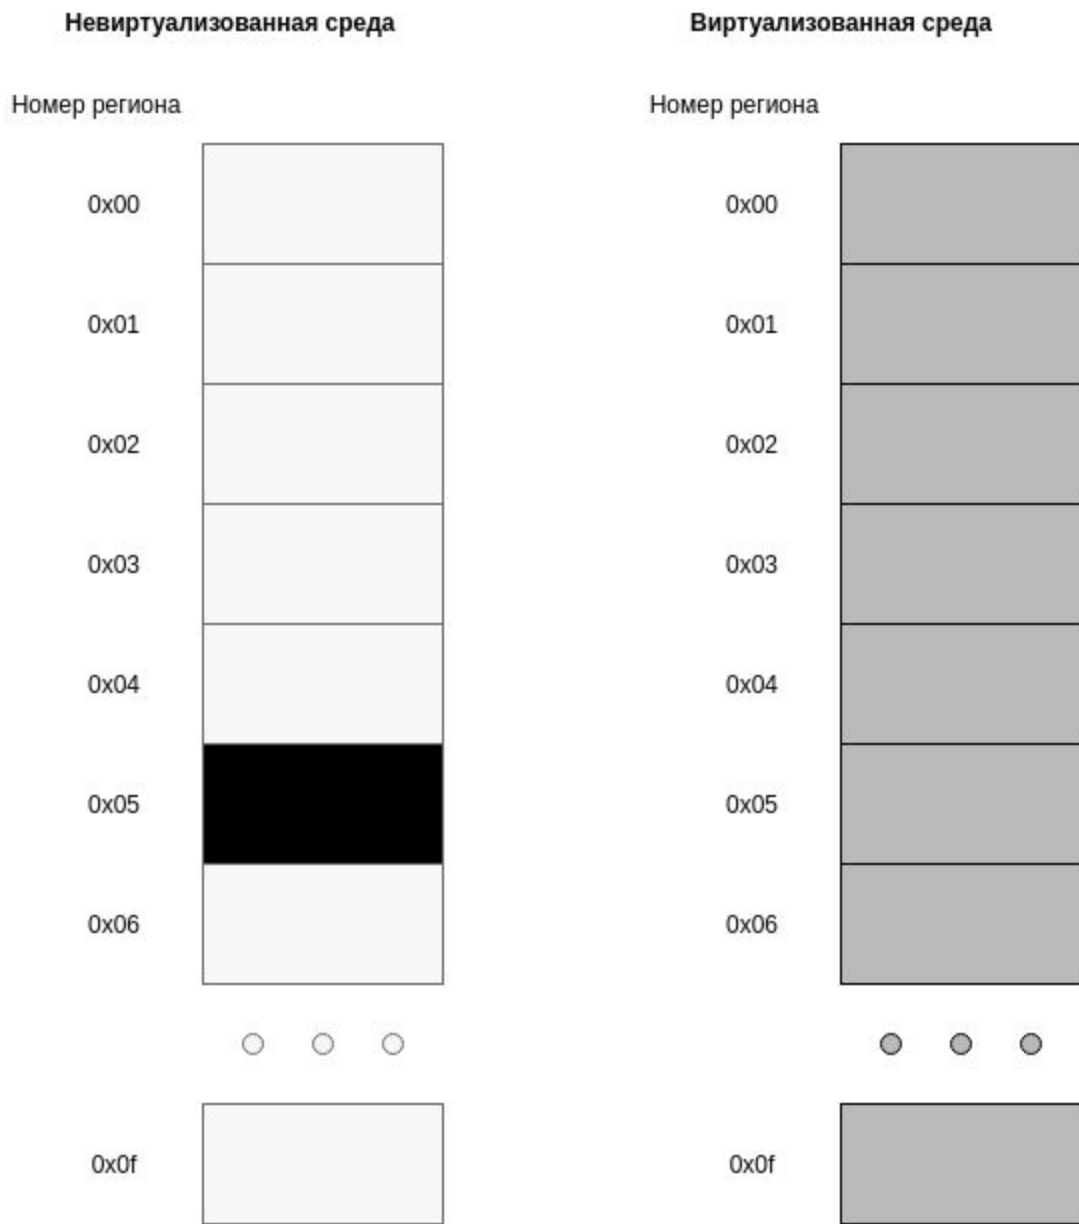 Невиртуализованная среда Виртуализованная среда
Номер региона Номер региона
0x00 0x00
0x01 0x01
0x02 0x02
0x03 0x03
0x04 0x04
0x05 0x05
0x06 0x06
0x0f 0x0f